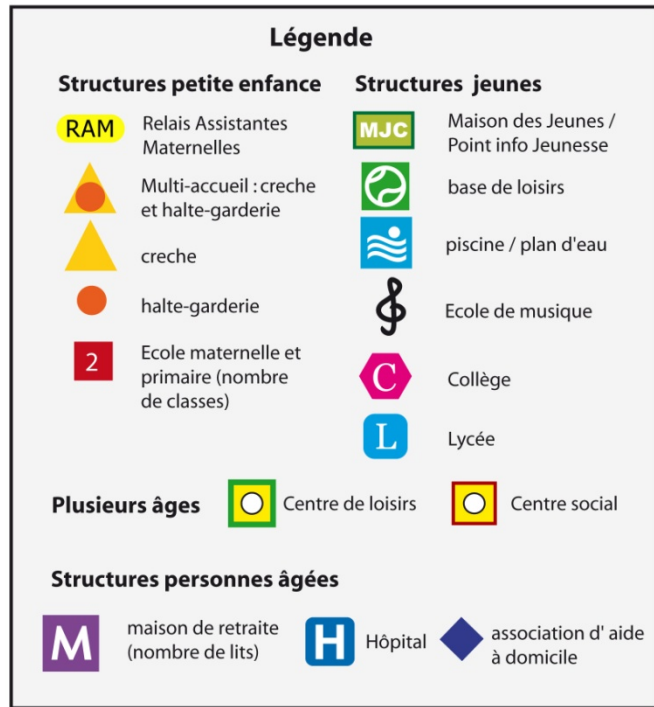 Légende
Structures petite enfance
RAM
Relais Assistantes
Maternelles
Multi-accueil : creche
et halte-garderie
creche
halte-garderie
2
Ecole maternelle et
primaire (nombre
de classes)
Structures jeunes
MJC
Maison des Jeunes /
Point info Jeunesse
base de loisirs
piscine / plan d'eau
Ecole de musique
C
Collège
L
Lycée
Plusieurs âges
Centre de loisirs
Centre social
Structures personnes âgées
M
maison de retraite
(nombre de lits)
H
Hôpital
association d' aide
à domicile